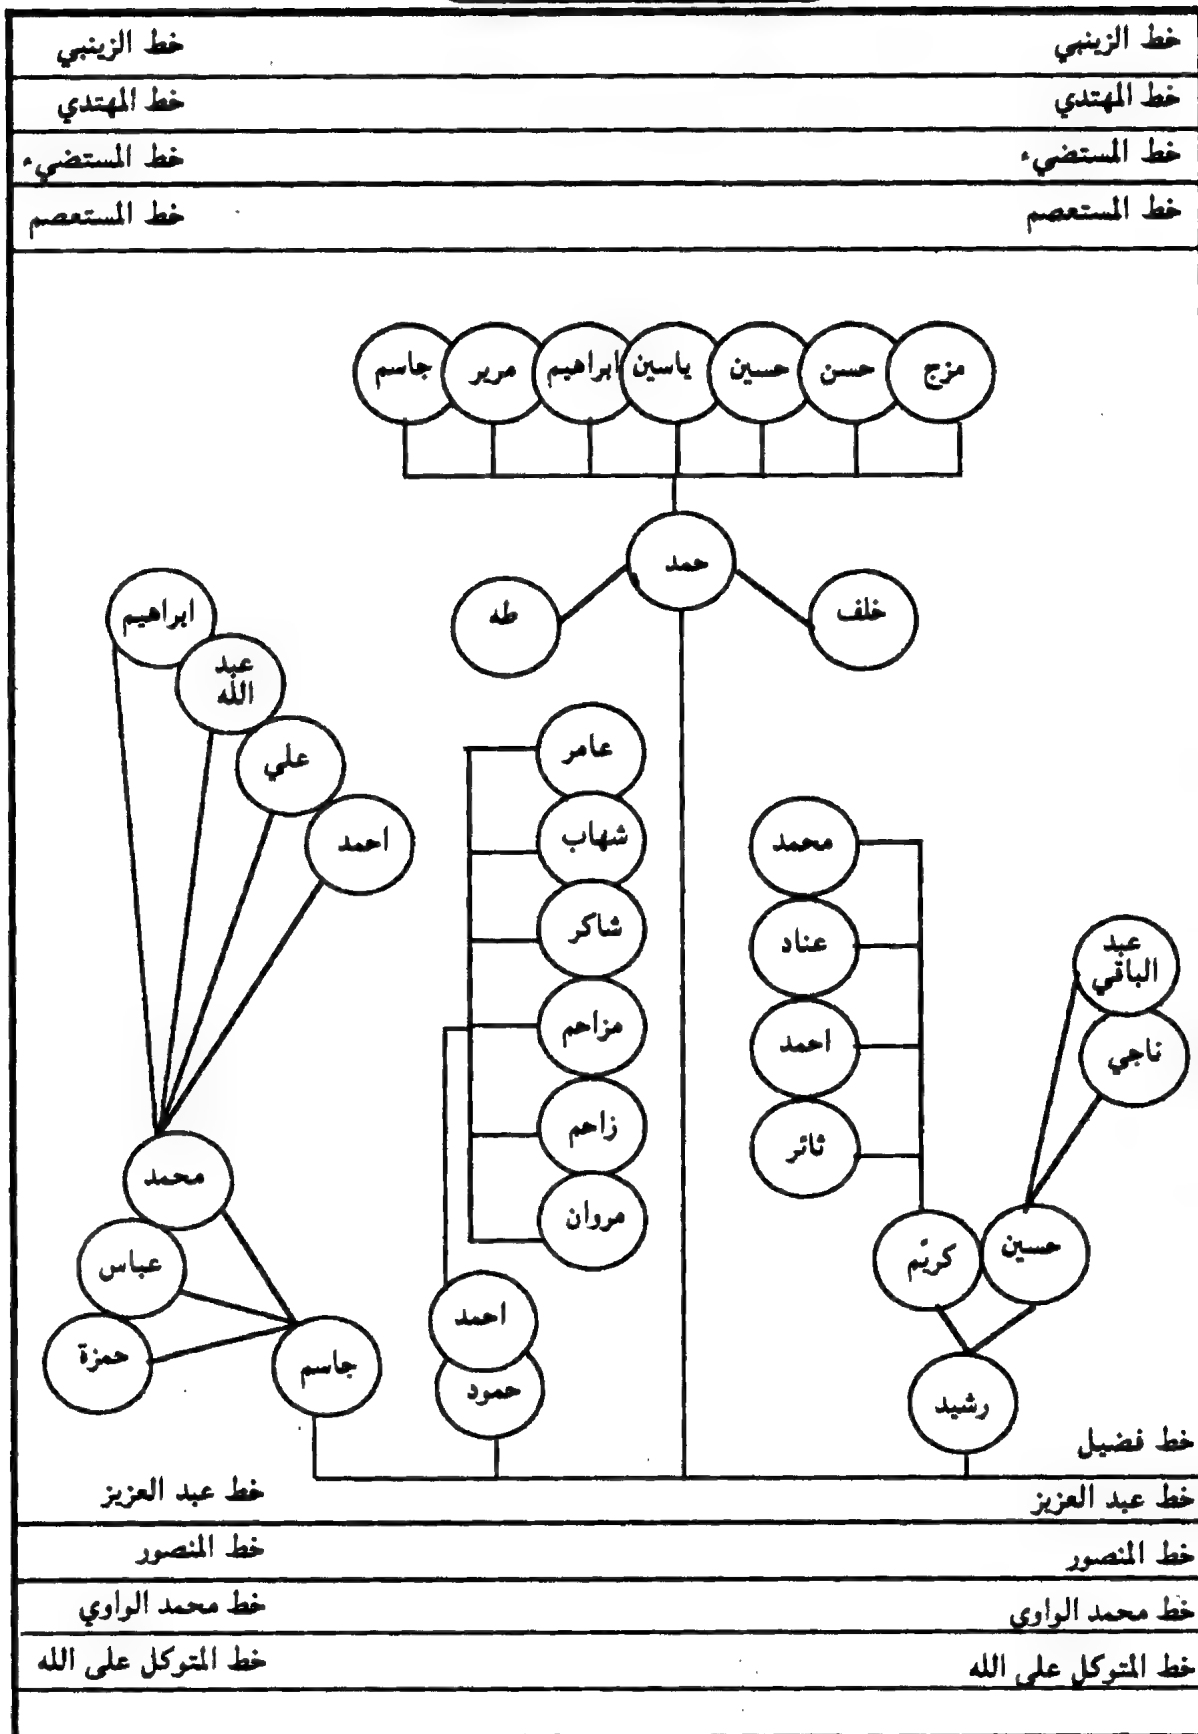 خط الزينبي خط الزينبي
خط المهتدي خط المهتدي
خط المستضيء خط المستضيء
خط المستعصم خط المستعصم
مزج
حسن
حسين
ياسين
ابراهيم
مرير
جاسم
حمد
خلف
طه
ابراهيم
عبد
الله
علي
احمد
عامر
شهاب
شاكر
مزاحم
زاحم
مروان
محمد
عناد
احمد
ثائر
عبد
الباقي
ناجي
حسين
كريّم
رشيد
محمد
عباس
حمزة
جاسم
احمد
حمود
خط فضيل
خط عبد العزيز خط عبد العزيز
خط المنصور خط المنصور
خط محمد الراوي خط محمد الراوي
خط المتوكل على الله خط المتوكل على الله